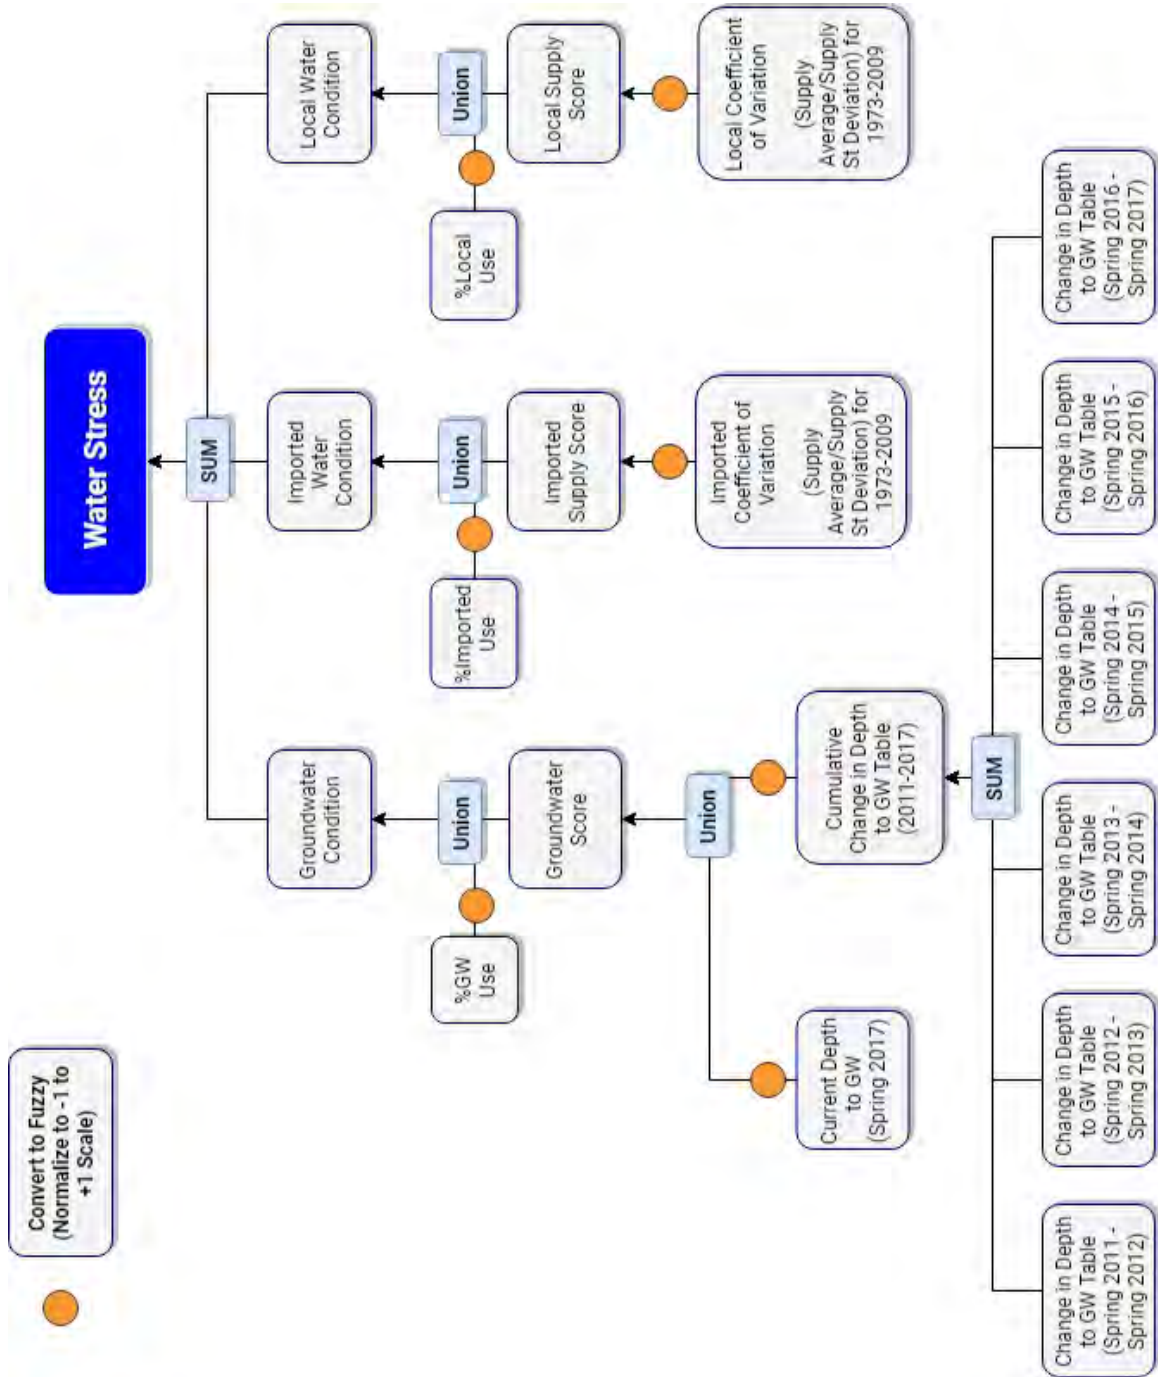 Convert to Fuzzy
(Normalize to -1 to
+1 Scale)
Water Stress
SUM
Groundwater
Condition
Imported
Water
Condition
Local Water
Condition
%GW
Use
Union
%Imported
Use
Union
%Local
Use
Union
Groundwater
Score
Imported
Supply Score
Local Supply
Score
Union
Imported
Coefficient of
Variation
(Supply
Average/Supply
St Deviation) for
1973-2009
Local Coefficient
of Variation
(Supply
Average/Supply
St Deviation) for
1973-2009
Current Depth
to GW
(Spring 2017)
Cumulative
Change in Depth
to GW Table
(2011-2017)
SUM
Change in Depth
to GW Table
(Spring 2011 -
Spring 2012)
Change in Depth
to GW Table
(Spring 2012 -
Spring 2013)
Change in Depth
to GW Table
(Spring 2013 -
Spring 2014)
Change in Depth
to GW Table
(Spring 2014 -
Spring 2015)
Change in Depth
to GW Table
(Spring 2015 -
Spring 2016)
Change in Depth
to GW Table
(Spring 2016 -
Spring 2017)